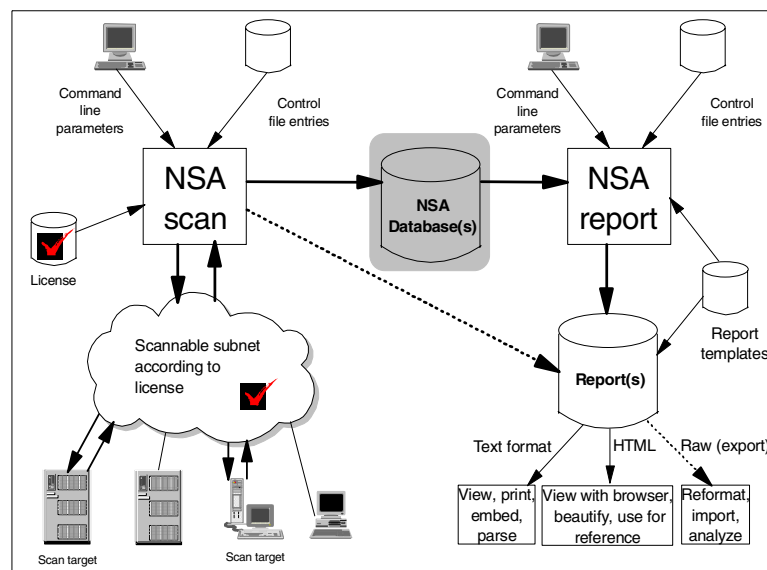 Command
line
parameters
Control
file entries
Command
line
parameters
Control
file entries
NSA
scan
NSA
Database(s)
NSA
report
License
Scannable subnet
according to
license
Report
templates
Report(s)
Text format
HTML
Raw (export)
View, print,
embed,
parse
View with browser,
beautify, use for
reference
Reformat,
import,
analyze
Scan target
Scan target